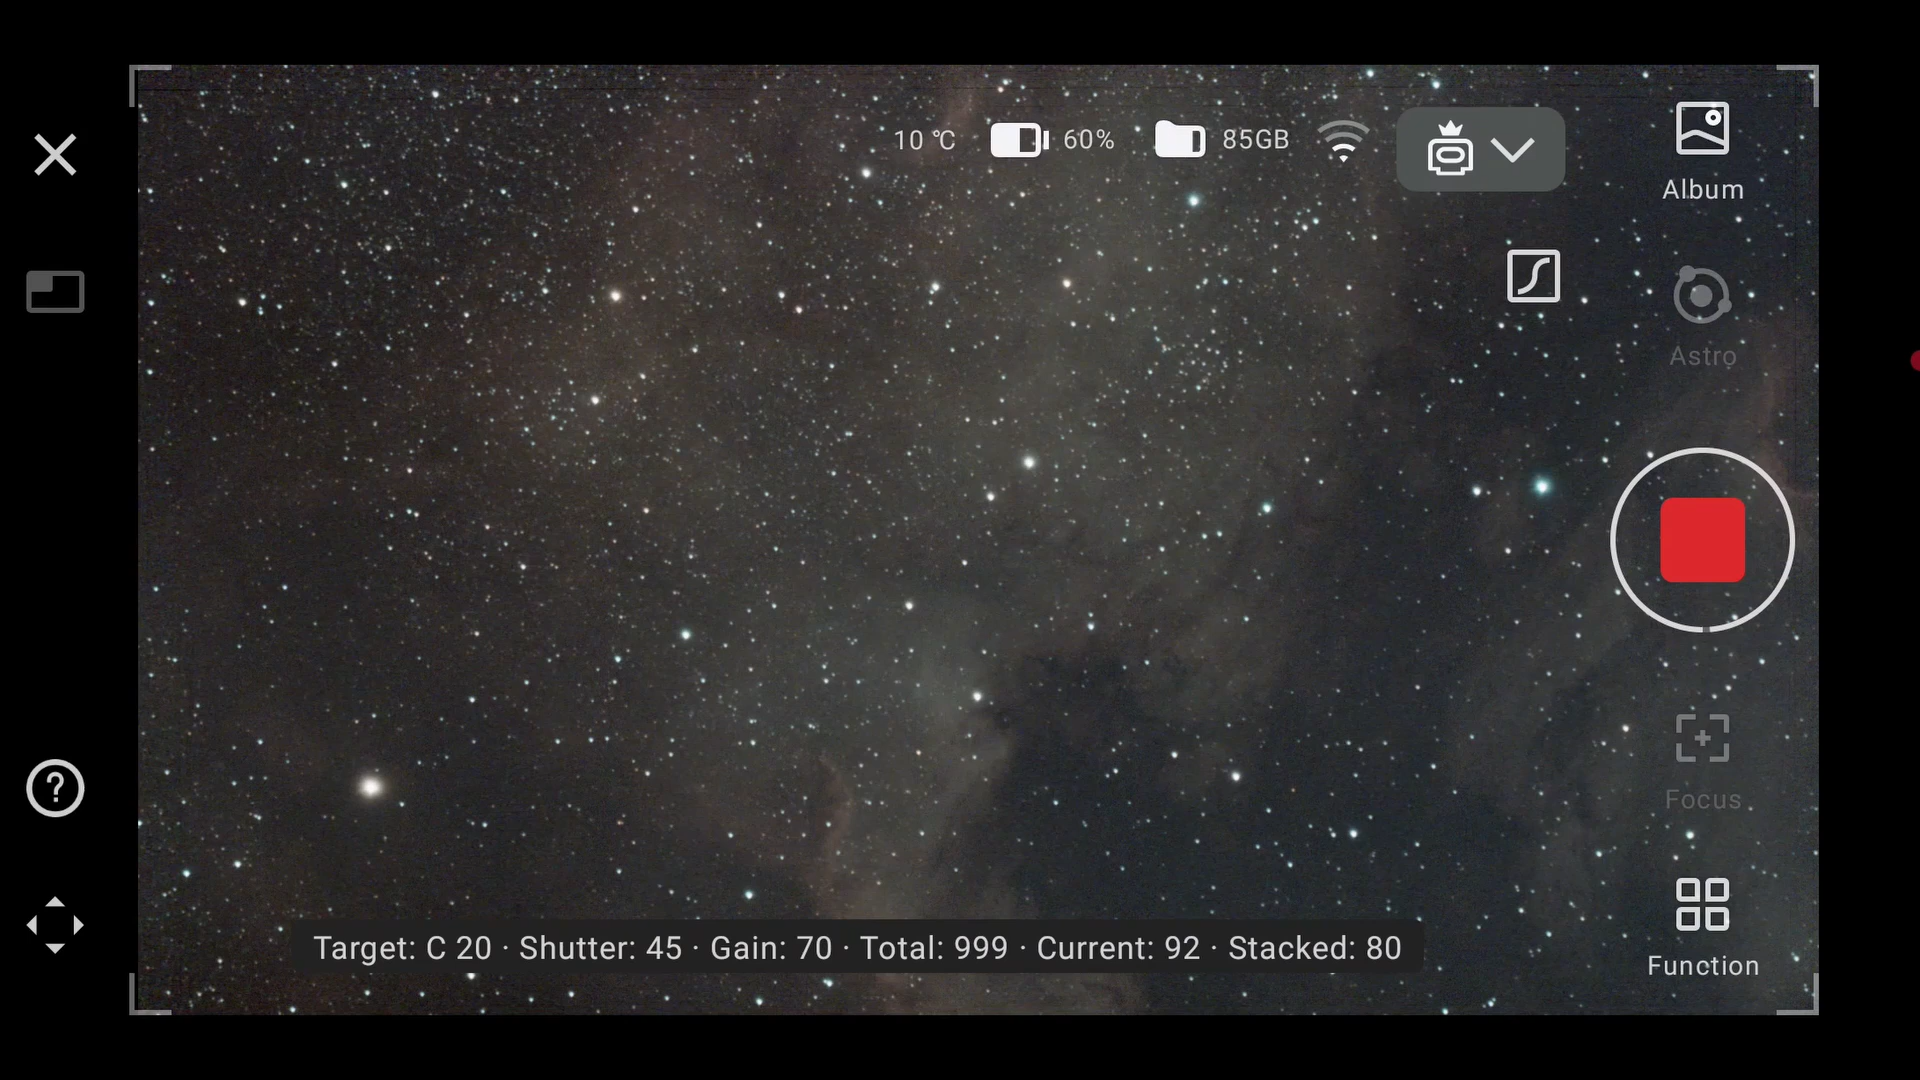 10 °C 60% 85GB
Album
Astro
Focus
Target: C 20 · Shutter: 45 · Gain: 70 · Total: 999 · Current: 92 · Stacked: 80
Function